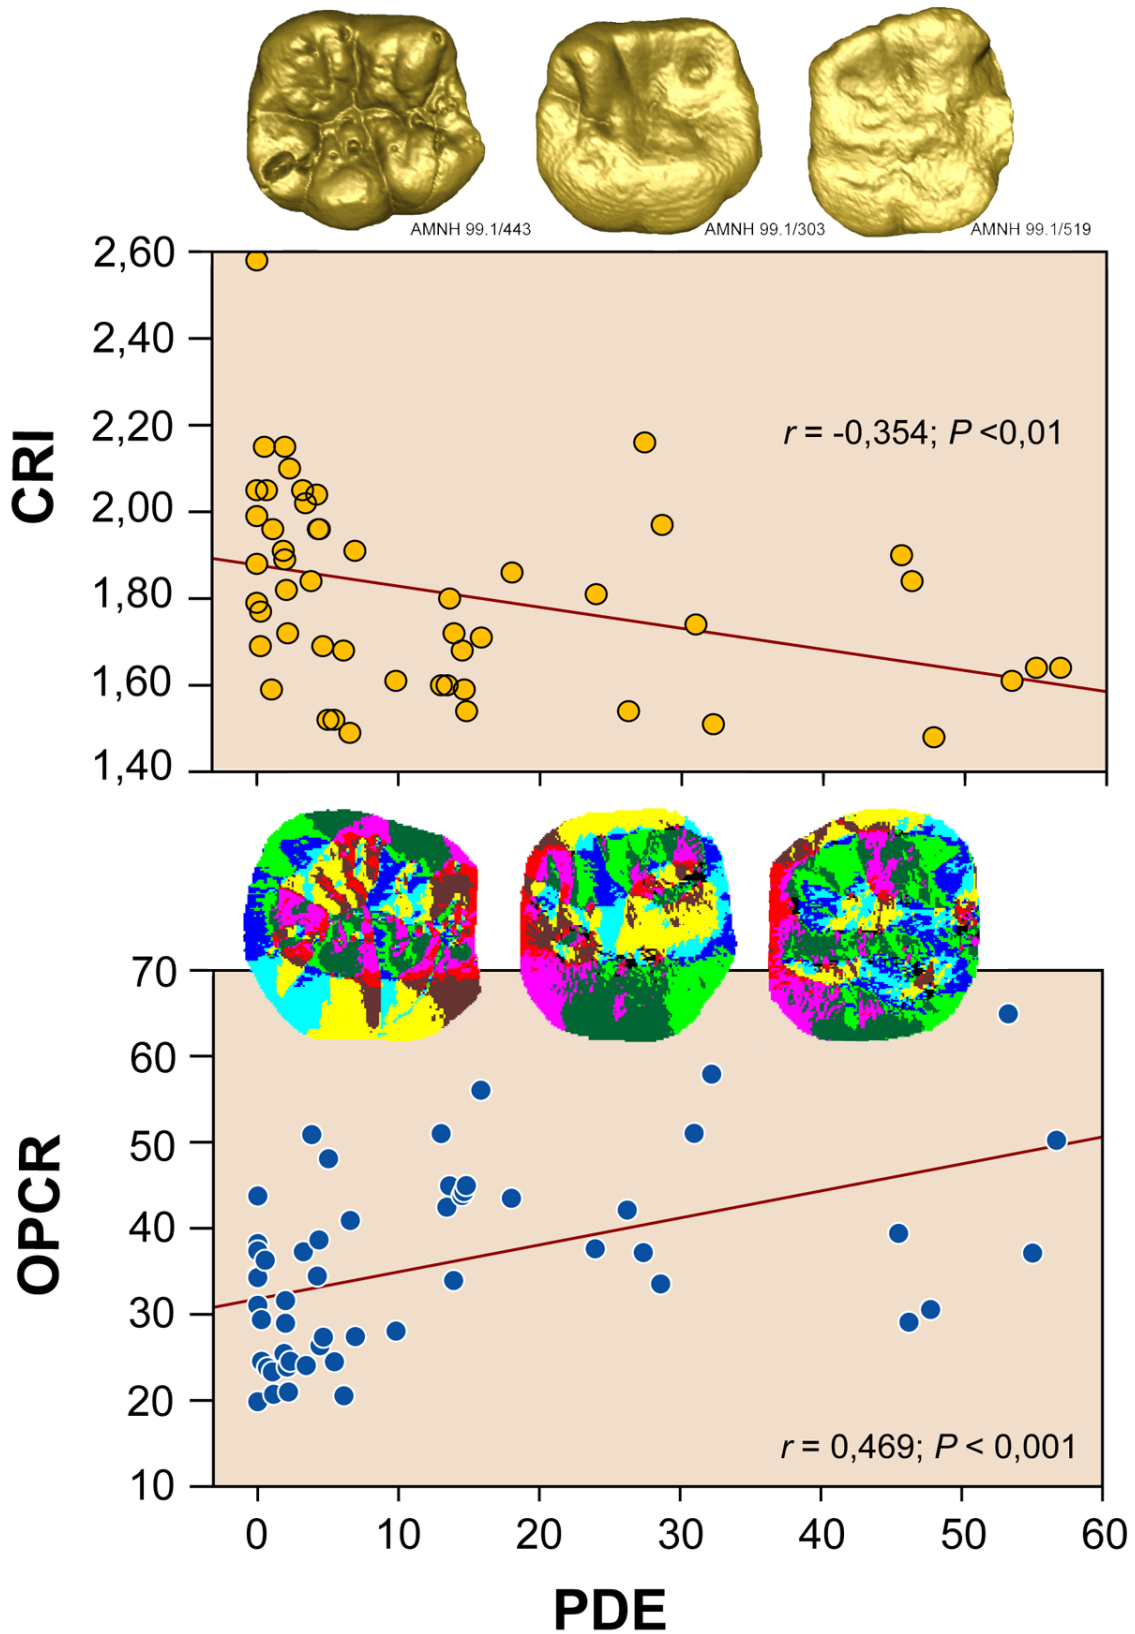 AMNH 99.1/443
AMNH 99.1/303
AMNH 99.1/519
CRI
2,60
2,40
2,20
2,00
1,80
1,60
1,40
r = -0,354; P <0,01
OPCR
70
60
50
40
30
20
10
r = 0,469; P < 0,001
0 10 20 30 40 50 60
PDE